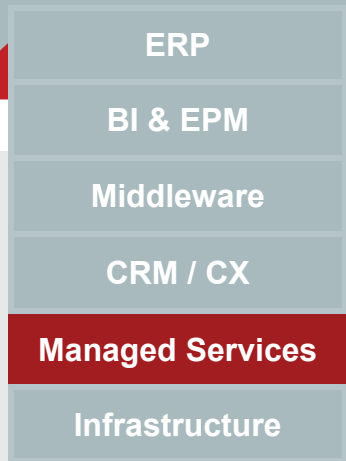 ERP
BI & EPM
Middleware
CRM / CX
Managed Services
Infrastructure